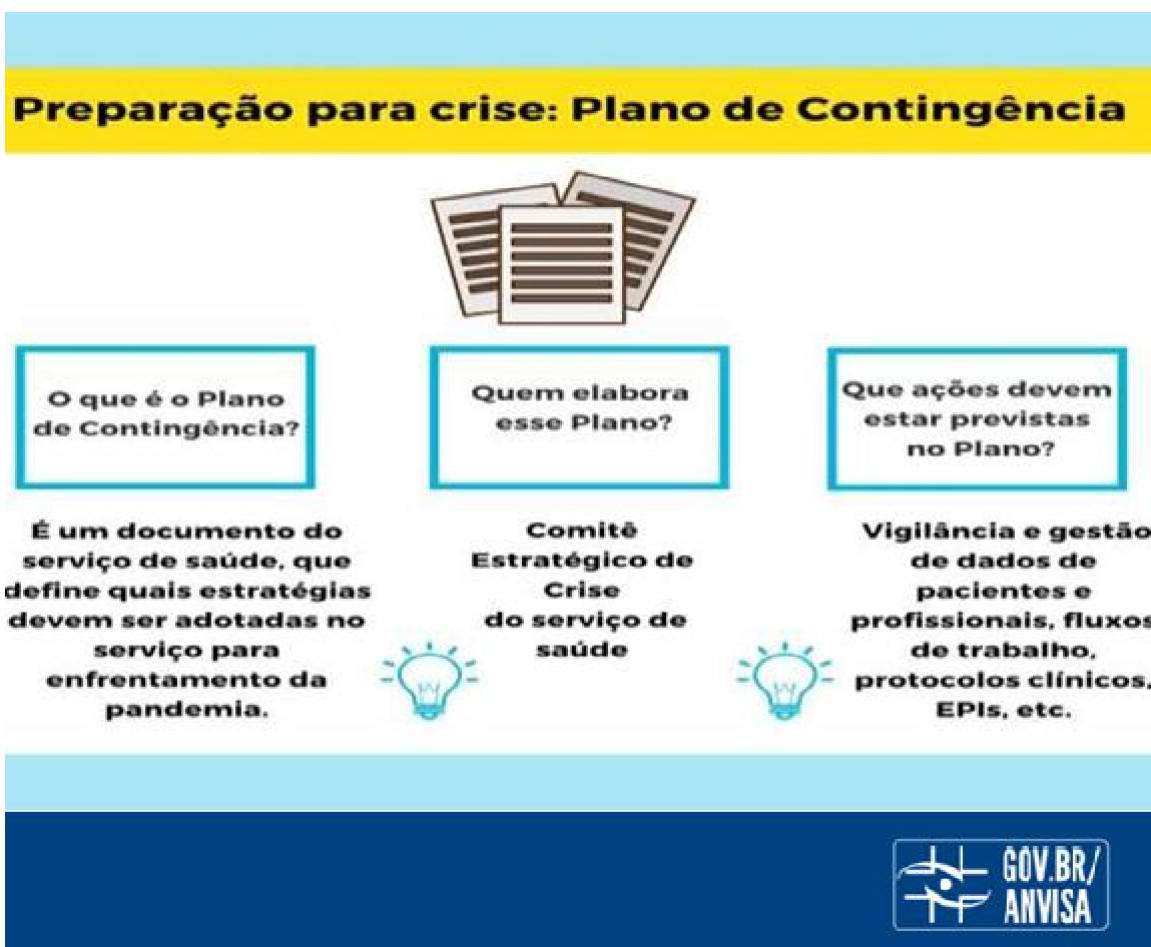 Preparação para crise: Plano de Contingência
O que é o Plano
de Contingência?
É um documento do
serviço de saúde, que
define quais estratégias
devem ser adotadas no
serviço para
enfrentamento da
pandemia.
Quem elabora
esse Plano?
Comitê
Estratégico de
Crise
do serviço de
saúde
Que ações devem
estar previstas
no Plano?
Vigilância e gestão
de dados de
pacientes e
profissionais, fluxos
de trabalho,
protocolos clínicos,
EPIs, etc.
GOV.BR/
ANVISA